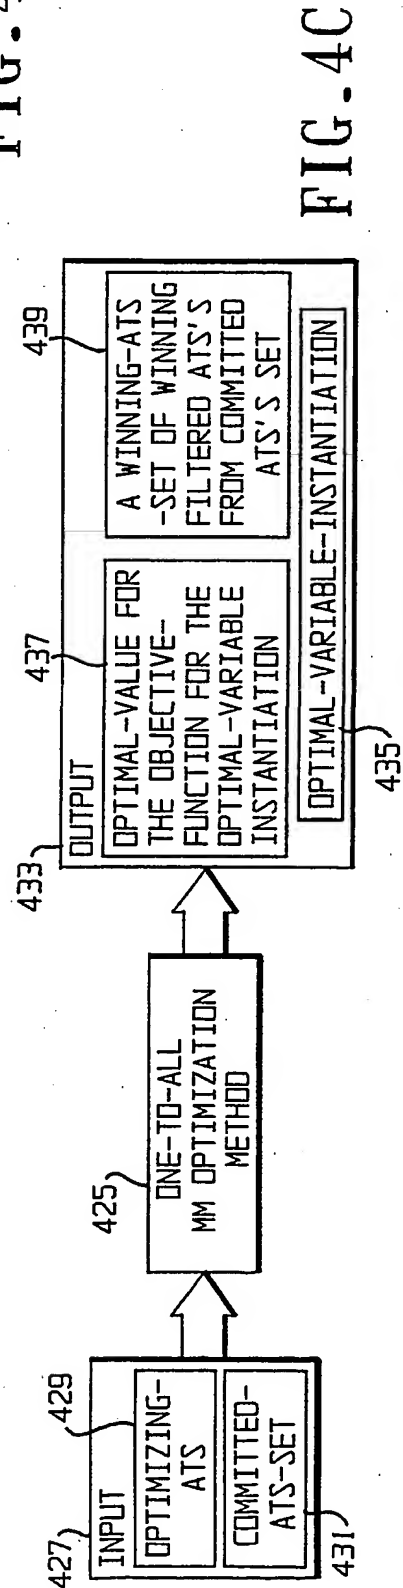 FIG.4
427
INPUT
429
OPTIMIZING-
ATS
COMMITTED-
ATS-SET
431
425
ONE-TO-ALL
MM OPTIMIZATION
METHOD
433
OUTPUT
437
OPTIMAL-VALUE FOR
THE OBJECTIVE-
FUNCTION FOR THE
OPTIMAL-VARIABLE
INSTANTIATION
439
A WINNING-ATS
-SET OF WINNING
FILTERED ATS'S
FROM COMMITTED
ATS'S SET
OPTIMAL-VARIABLE-INSTANTIATION
435
FIG.4C